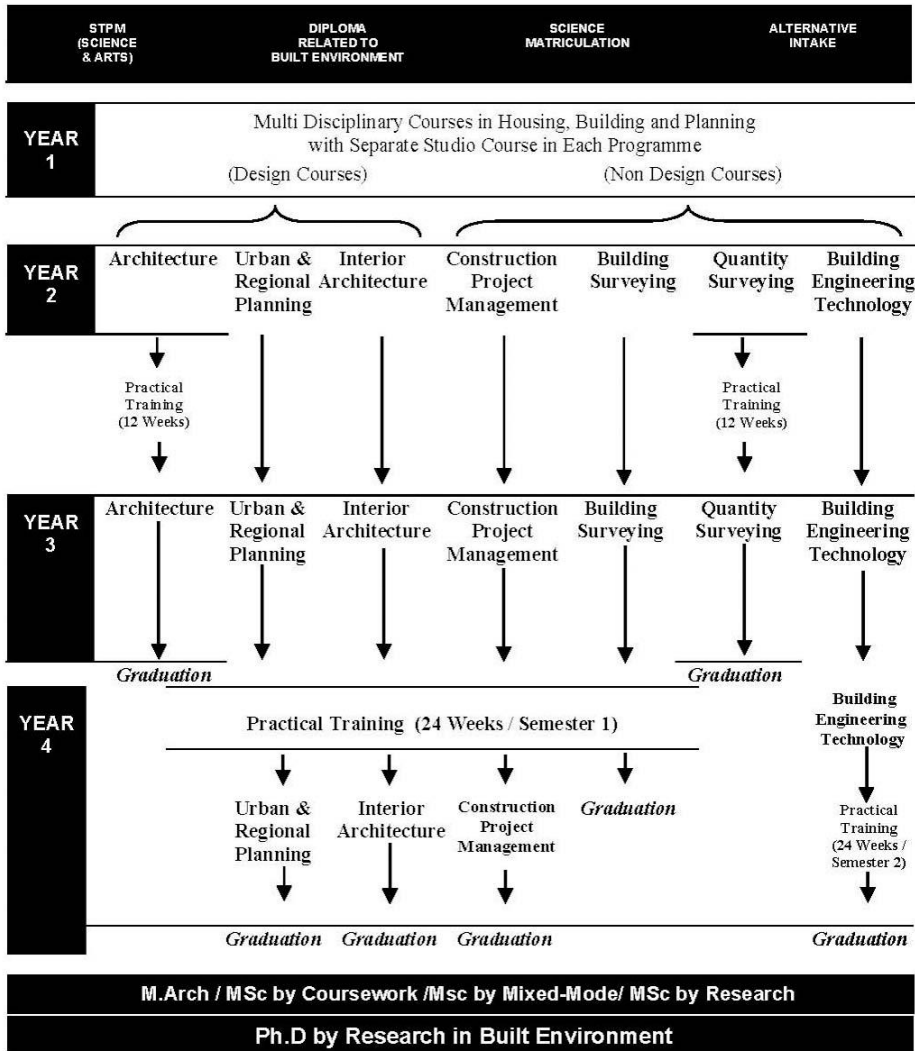 STPM
(SCIENCE
& ARTS)
DIPLOMA
RELATED TO
BUILT ENVIRONMENT
SCIENCE
MATRICULATION
ALTERNATIVE
INTAKE
YEAR
1
Multi Disciplinary Courses in Housing, Building and Planning
with Separate Studio Course in Each Programme
(Design Courses)
(Non Design Courses)
YEAR
2
Architecture
Urban &
Regional
Planning
Interior
Architecture
Construction
Project
Management
Building
Surveying
Quantity
Surveying
Building
Engineering
Technology
Practical
Training
(12 Weeks)
Practical
Training
(12 Weeks)
YEAR
3
Architecture
Urban &
Regional
Planning
Interior
Architecture
Construction
Project
Management
Building
Surveying
Quantity
Surveying
Building
Engineering
Technology
Graduation
Graduation
YEAR
4
Practical Training (24 Weeks / Semester 1)
Building
Engineering
Technology
Urban &
Regional
Planning
Interior
Architecture
Construction
Project
Management
Graduation
Practical
Training
(24 Weeks /
Semester 2)
Graduation
Graduation
Graduation
Graduation
M.Arch / MSc by Coursework /Msc by Mixed-Mode/ MSc by Research
Ph.D by Research in Built Environment